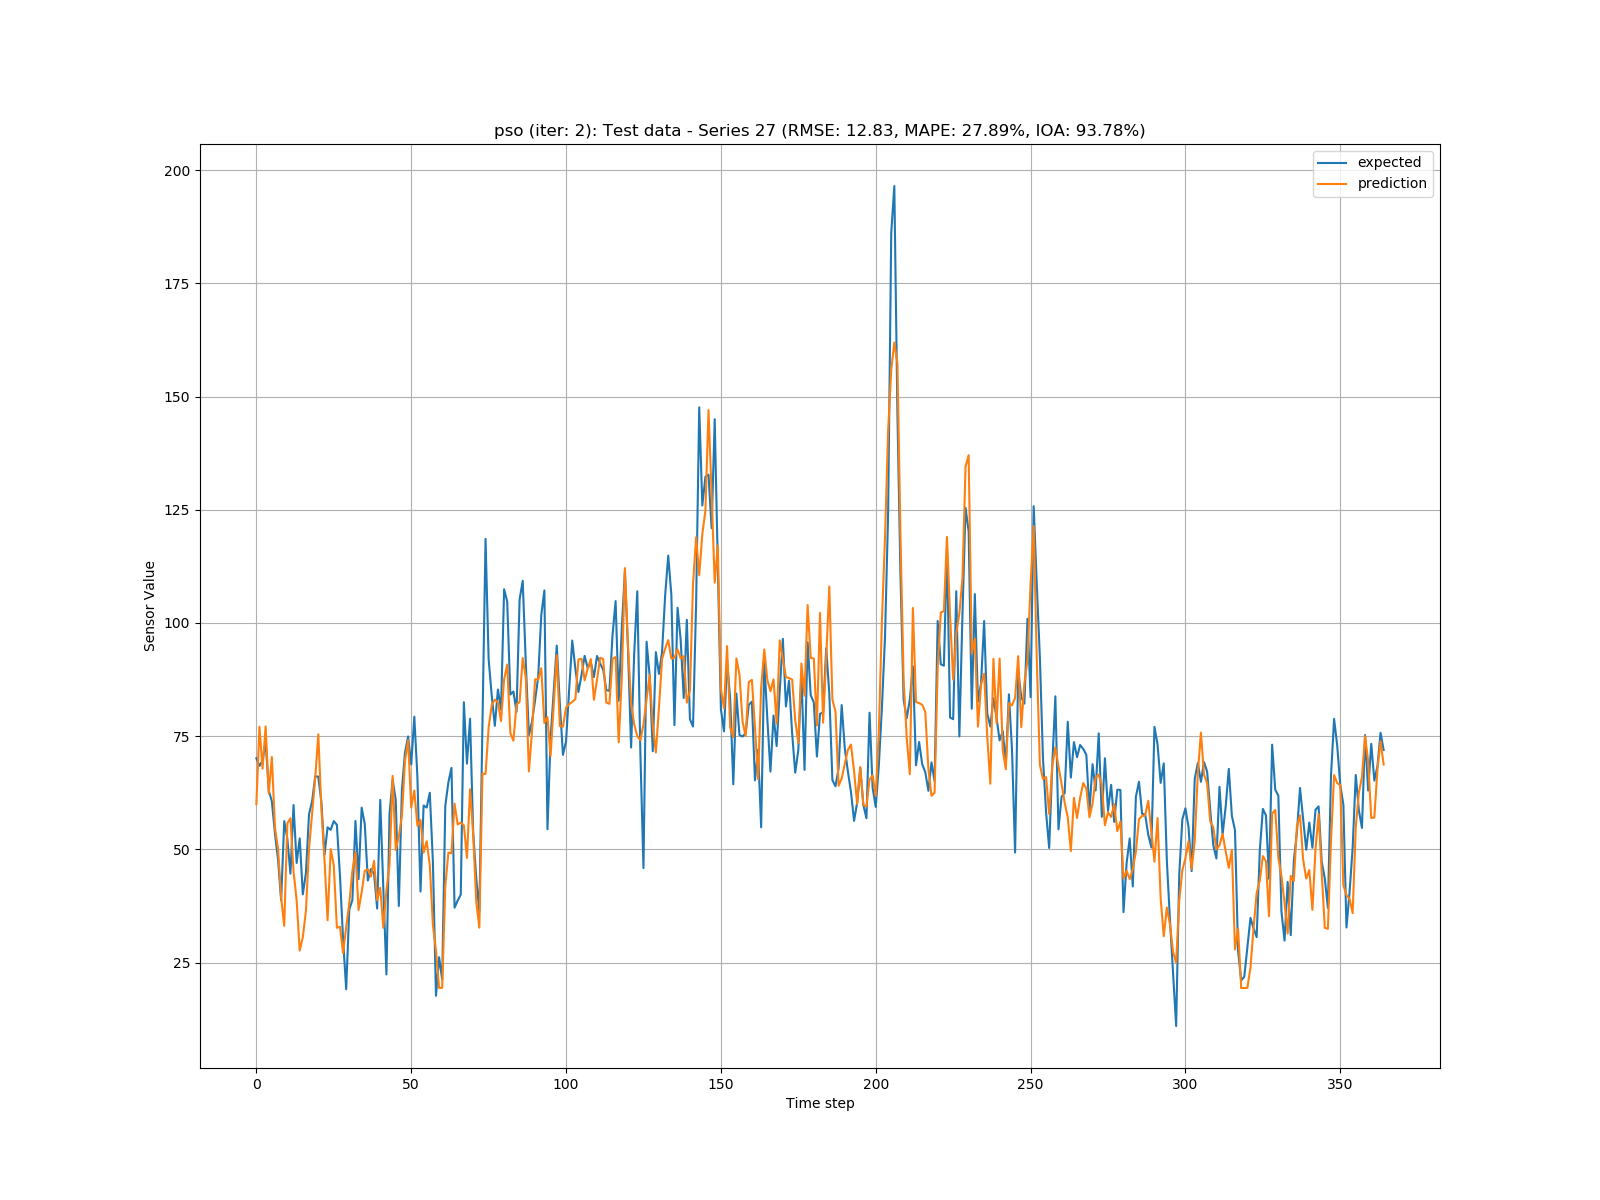 pso (iter: 2): Test data - Series 27 (RMSE: 12.83, MAPE: 27.89%, IOA: 93.78%)
expected
prediction
200
175
150
125
100
75
50
25
Sensor Value
0 50 100 150 200 250 300 350
Time step